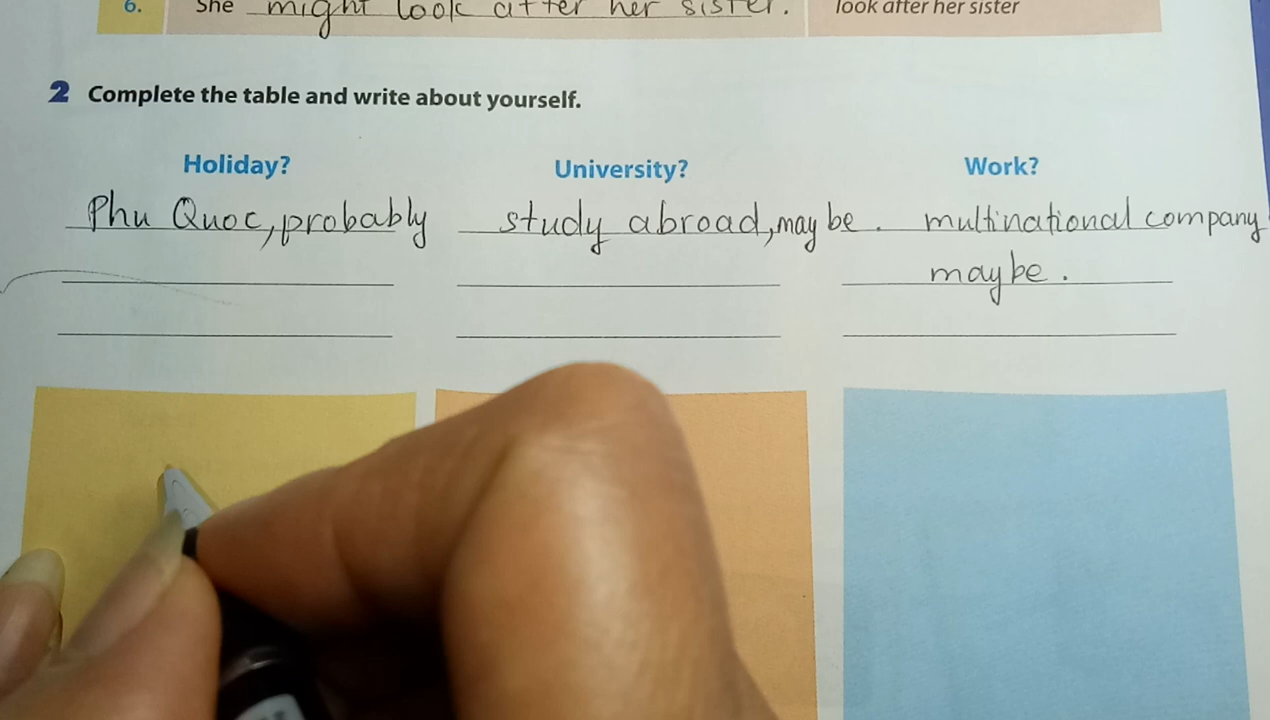 6. She might look after her sister. look after her sister
2 Complete the table and write about yourself.
Holiday? University? Work?
Phu Quoc, probably study abroad, maybe. multinational company
maybe.